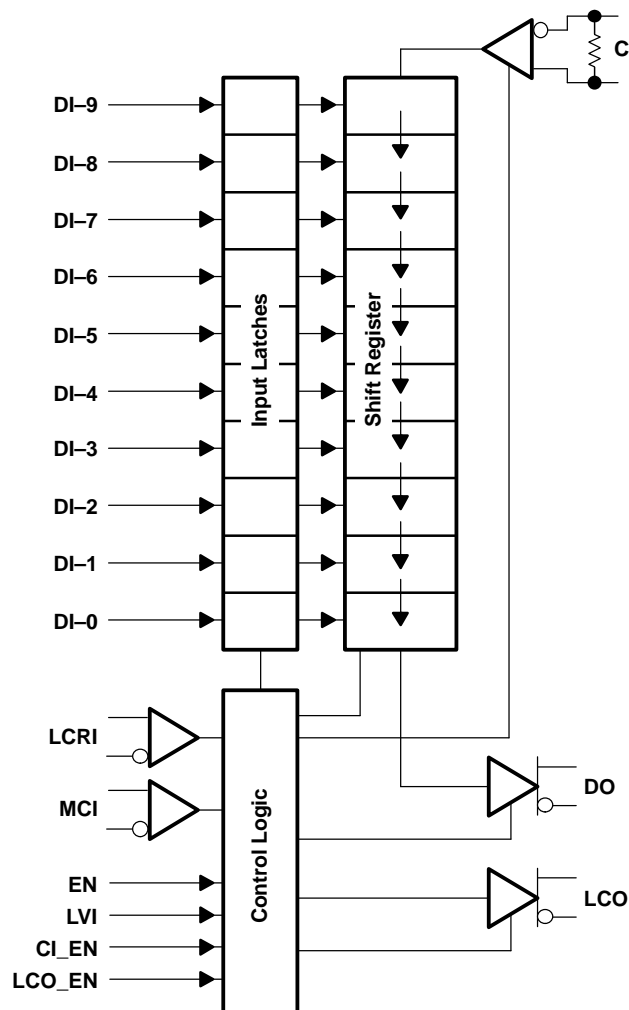 C
DI–9
DI–8
DI–7
DI–6
DI–5
DI–4
DI–3
DI–2
DI–1
DI–0
Input Latches
Shift Register
LCRI
MCI
EN
LVI
CI_EN
LCO_EN
Control Logic
DO
LCO